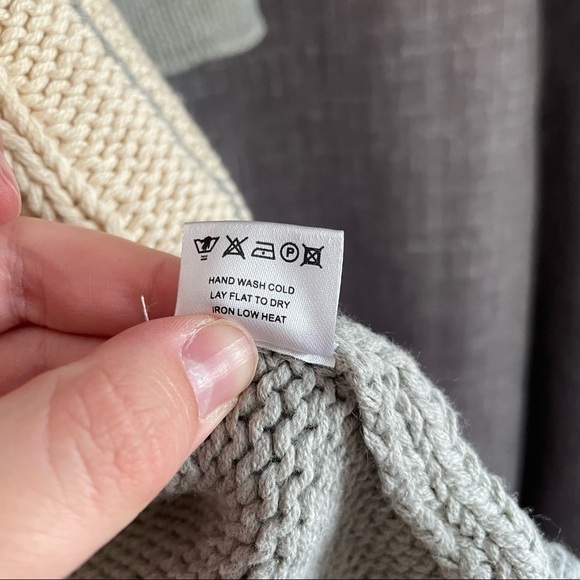 P
HAND WASH COLD
LAY FLAT TO DRY
IRON LOW HEAT